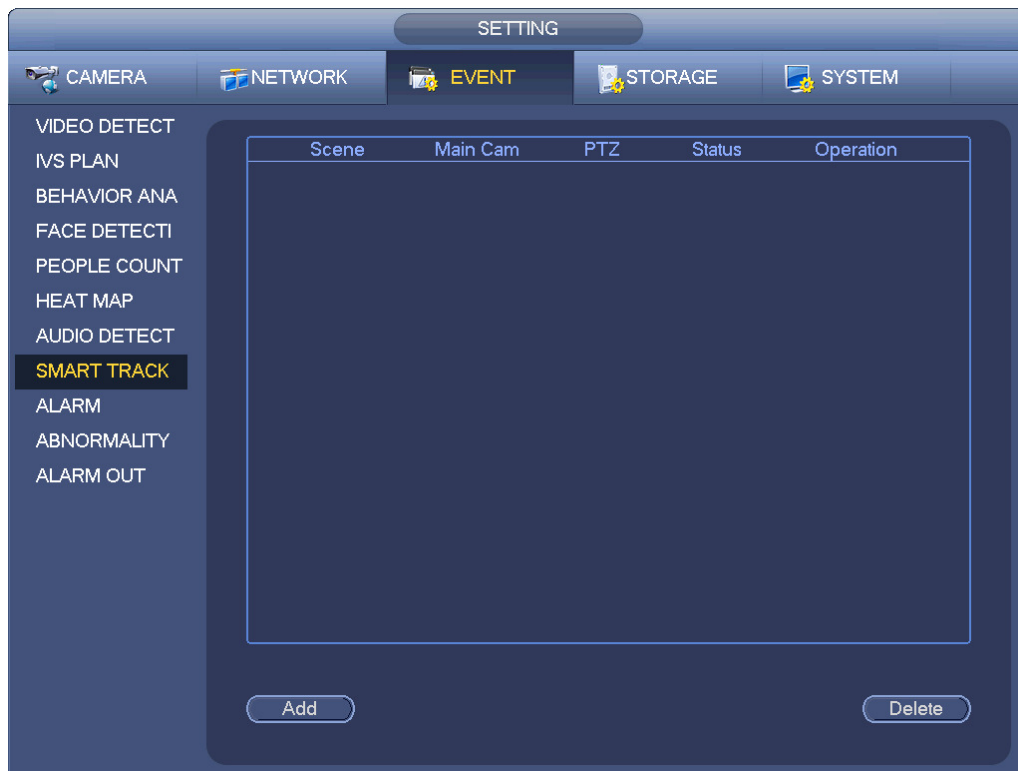 SETTING
CAMERA NETWORK EVENT STORAGE SYSTEM
VIDEO DETECT
IVS PLAN
BEHAVIOR ANA
FACE DETECTI
PEOPLE COUNT
HEAT MAP
AUDIO DETECT
SMART TRACK
ALARM
ABNORMALITY
ALARM OUT
Scene Main Cam PTZ Status Operation
Add Delete